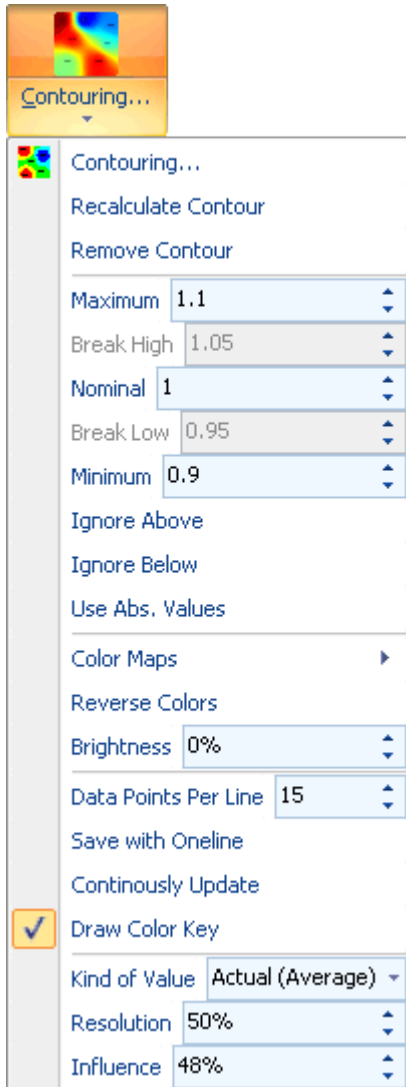 Contouring...
Contouring...
Recalculate Contour
Remove Contour
Maximum 1.1
Break High 1.05
Nominal 1
Break Low 0.95
Minimum 0.9
Ignore Above
Ignore Below
Use Abs. Values
Color Maps
Reverse Colors
Brightness 0%
Data Points Per Line 15
Save with Oneline
Continously Update
Draw Color Key
Kind of Value Actual (Average)
Resolution 50%
Influence 48%